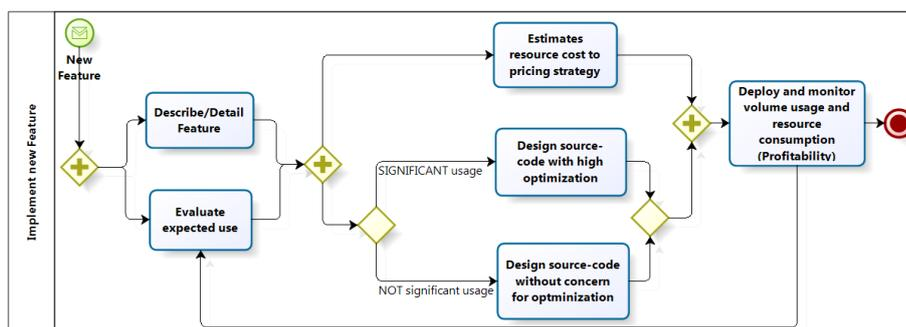 Implement new Feature
New
Feature
Describe/Detail
Feature
Evaluate
expected use
Estimates
resource cost to
pricing strategy
SIGNIFICANT usage
Design source-
code with high
optimization
NOT significant usage
Design source-code
without concern
for optminization
Deploy and monitor
volume usage and
resource
consumption
(Profitability)